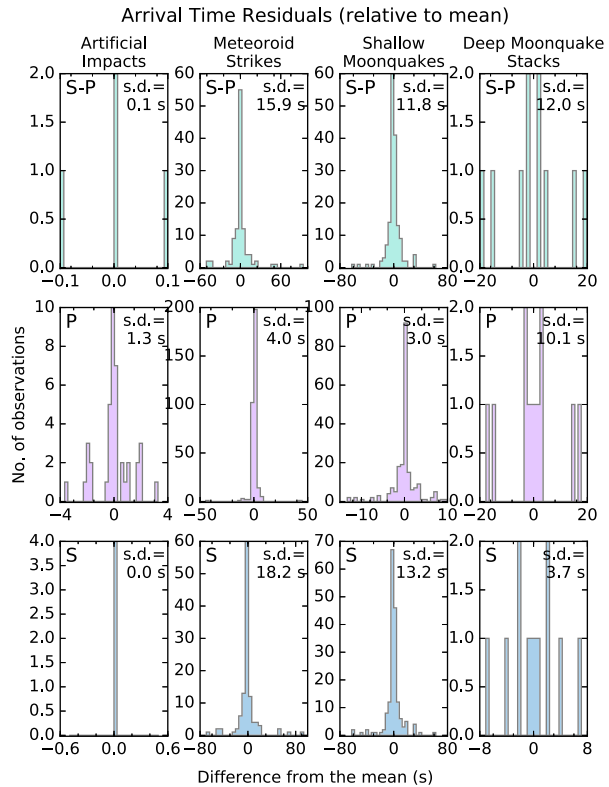 Arrival Time Residuals (relative to mean)
Artificial Impacts
Meteoroid Strikes
Shallow Moonquakes
Deep Moonquake Stacks
S-P
s.d.=
0.1 s
2.0
1.5
1.0
0.5
0.0
−0.1 0.0 0.1
S-P
s.d.=
15.9 s
60
50
40
30
20
10
0
−60 0 60
S-P
s.d.=
11.8 s
60
50
40
30
20
10
0
−80 0 80
S-P
s.d.=
12.0 s
2.0
1.5
1.0
0.5
0.0
−20 0 20
No. of observations
P
s.d.=
1.3 s
10
8
6
4
2
0
−4 0 4
P
s.d.=
4.0 s
200
150
100
50
0
−50 0 50
P
s.d.=
3.0 s
100
80
60
40
20
0
−10 0 10
P
s.d.=
10.1 s
2.0
1.5
1.0
0.5
0.0
−20 0 20
S
s.d.=
0.0 s
4.0
3.5
3.0
2.5
2.0
1.5
1.0
0.5
0.0
−0.6 0.0 0.6
S
s.d.=
18.2 s
60
50
40
30
20
10
0
−80 0 80
S
s.d.=
13.2 s
70
60
50
40
30
20
10
0
−80 0 80
S
s.d.=
3.7 s
2.0
1.5
1.0
0.5
0.0
−8 0 8
Difference from the mean (s)